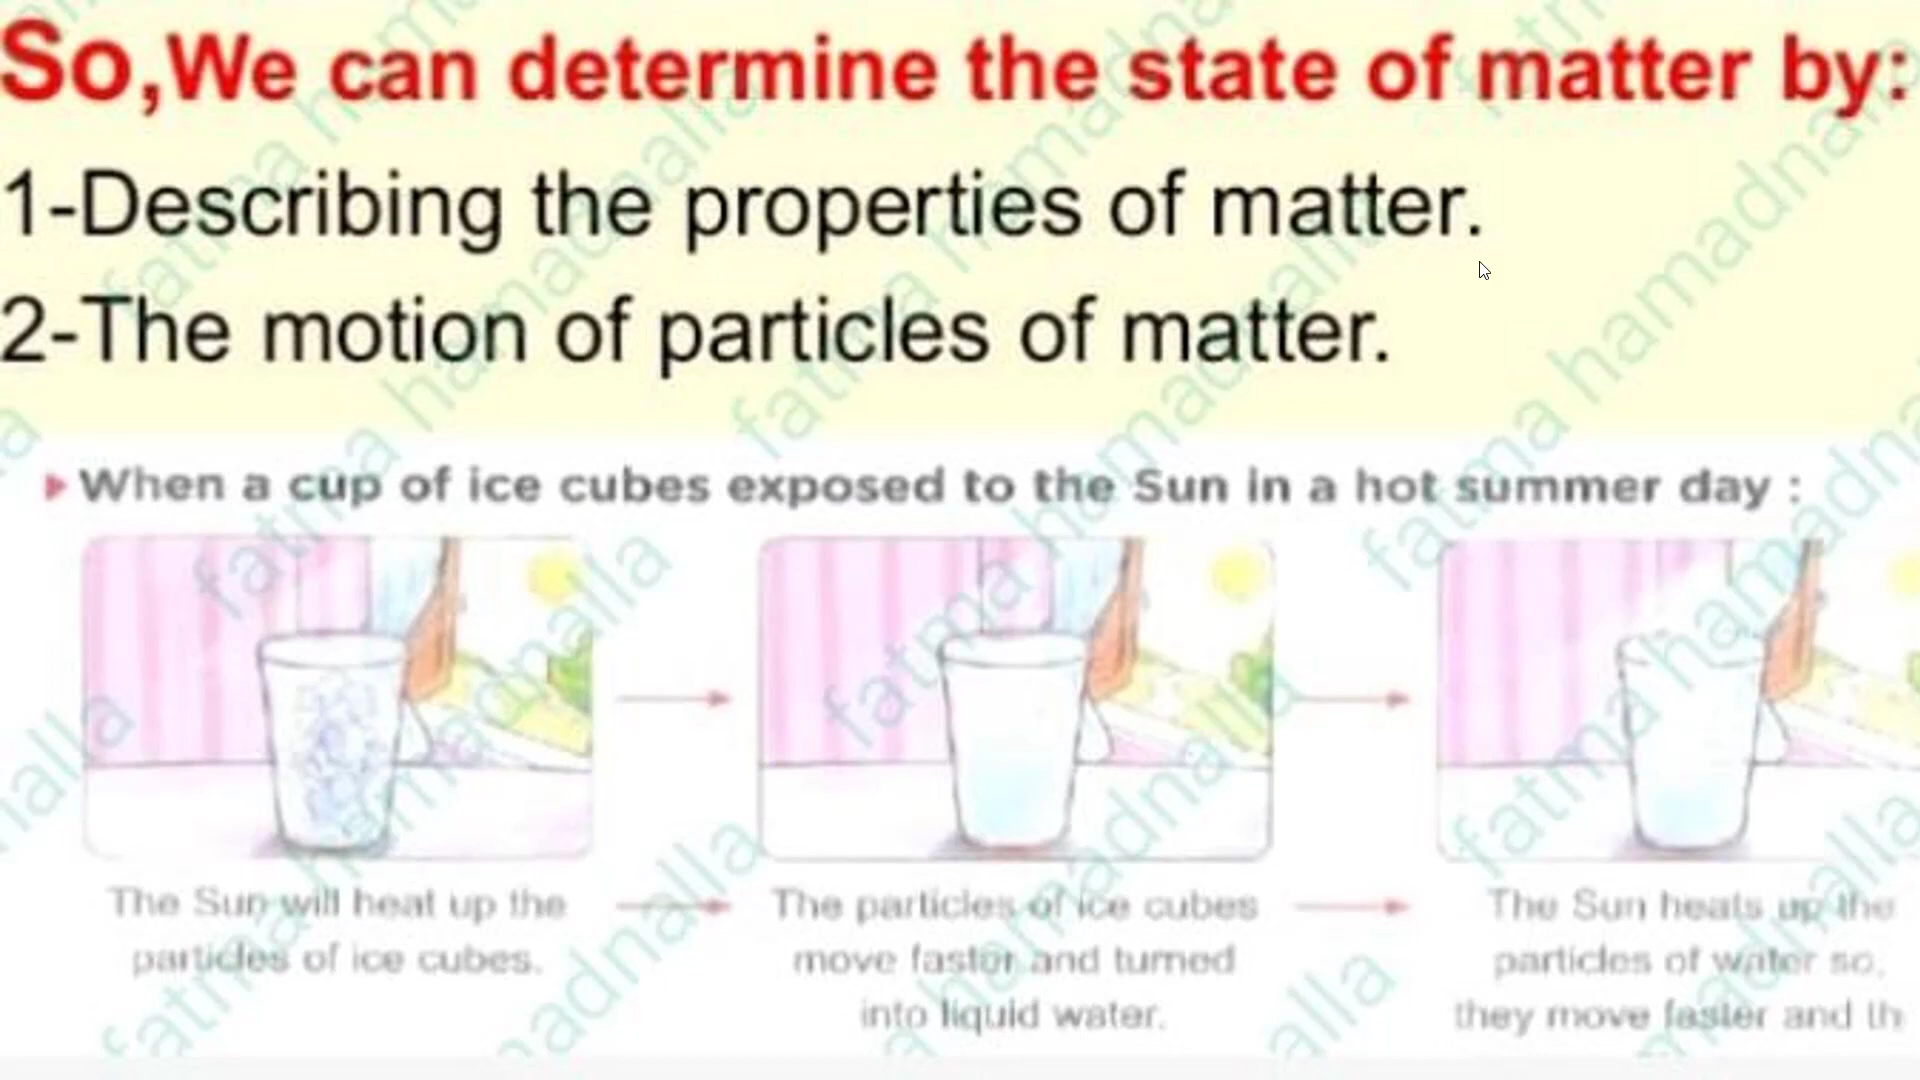 So,We can determine the state of matter by:
1-Describing the properties of matter.
2-The motion of particles of matter.
When a cup of ice cubes exposed to the Sun in a hot summer day :
The Sun will heat up the
particles of ice cubes.
The particles of ice cubes
move faster and turned
into liquid water.
The Sun heats up the
particles of water so,
they move faster and th
fatma hamadnalla